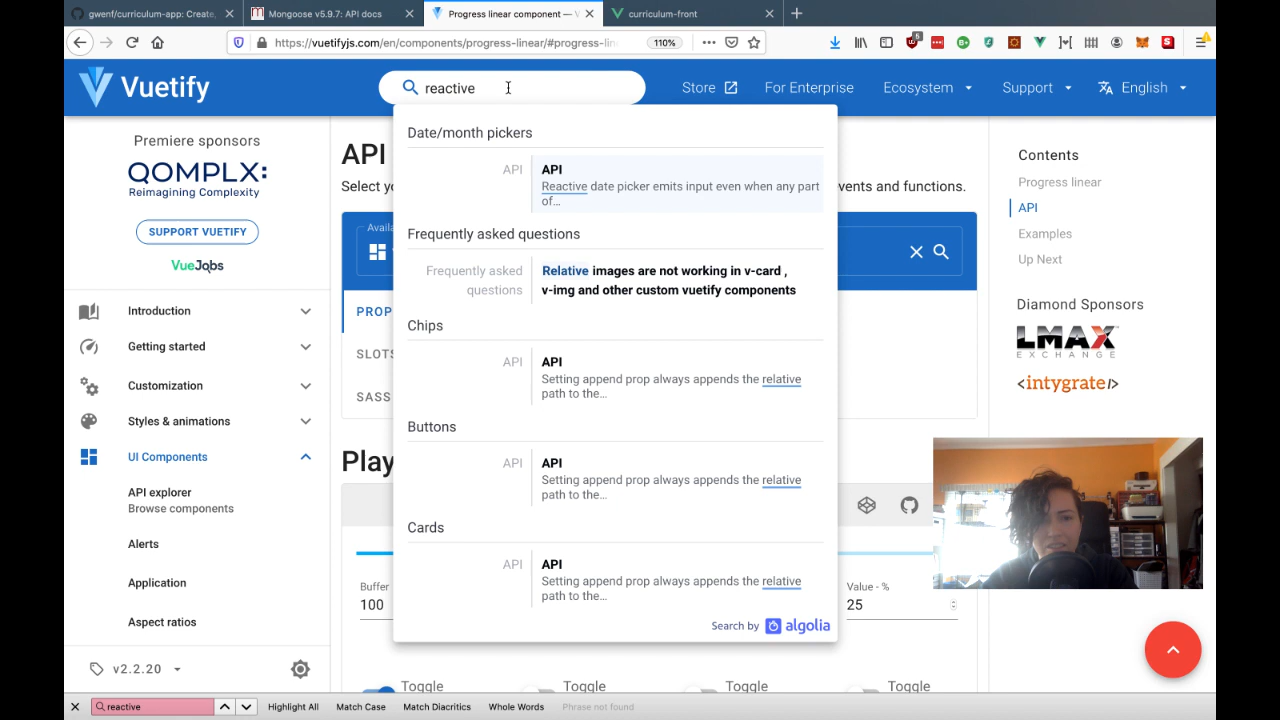 gwenf/curriculum-app: Create,
Mongoose v5.9.7: API docs
Progress linear component — V
curriculum-front
https://vuetifyjs.com/en/components/progress-linear/#progress-lin
110%
5
Vuetify
reactive
Store
For Enterprise
Ecosystem
Support
English
Premiere sponsors
QOMPLX:
Reimagining Complexity
SUPPORT VUETIFY
VueJobs
Introduction
Getting started
Customization
Styles & animations
UI Components
API explorer
Browse components
Alerts
Application
Aspect ratios
v2.2.20
API
Select yo
vents and functions.
Availa
PROP
SLOTS
SASS
Play
Buffer
100
Value - %
25
Toggle
Toggle
Toggle
Toggle
Date/month pickers
API
API
Reactive date picker emits input even when any part
of…
Frequently asked questions
Frequently asked
questions
Relative images are not working in v-card ,
v-img and other custom vuetify components
Chips
API
API
Setting append prop always appends the relative
path to the…
Buttons
API
API
Setting append prop always appends the relative
path to the…
Cards
API
API
Setting append prop always appends the relative
path to the…
Search by algolia
Contents
Progress linear
API
Examples
Up Next
Diamond Sponsors
LMAX
EXCHANGE
<intygrate/>
reactive
Highlight All
Match Case
Match Diacritics
Whole Words
Phrase not found